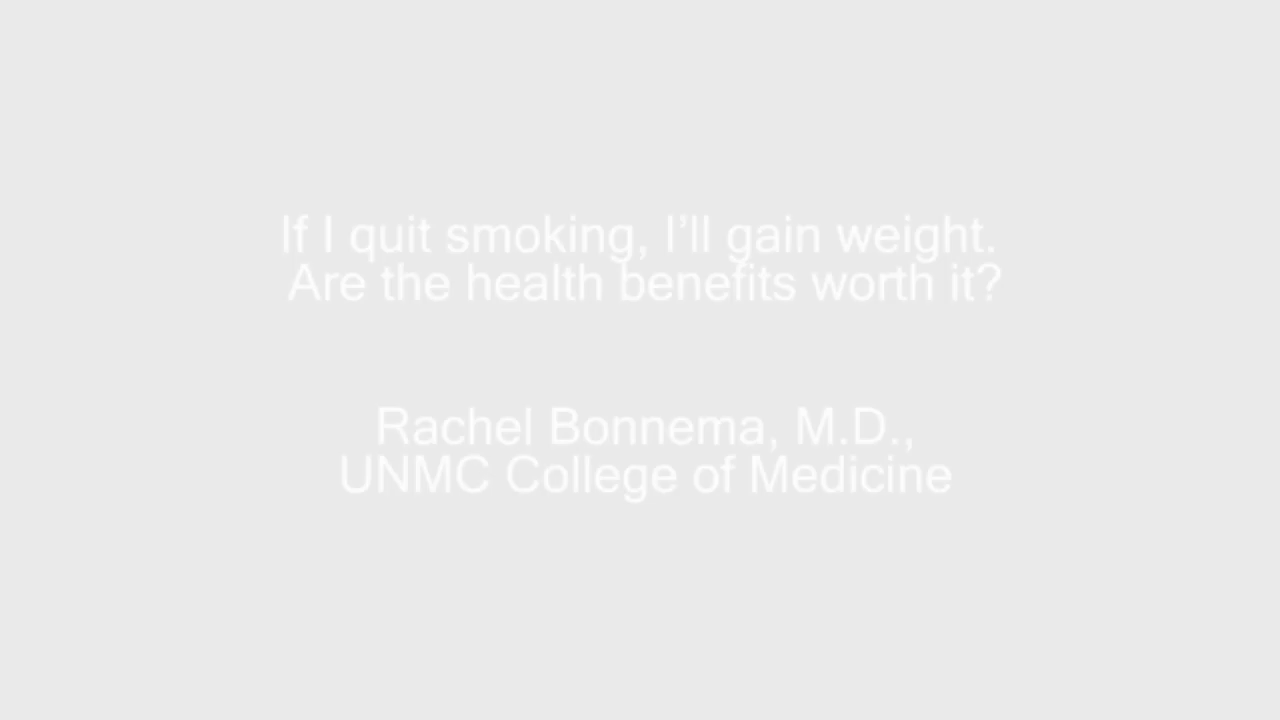 If I quit smoking, I'll gain weight.
Are the health benefits worth it?
Rachel Bonnema, M.D.,
UNMC College of Medicine